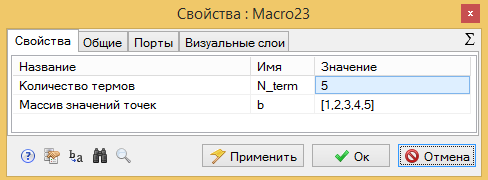 Свойства : Macro23
x
Свойства Общие Порты Визуальные слои Σ
Название Имя Значение
Количество термов N_term 5
Массив значений точек b [1,2,3,4,5]
? b a Применить Ok Отмена